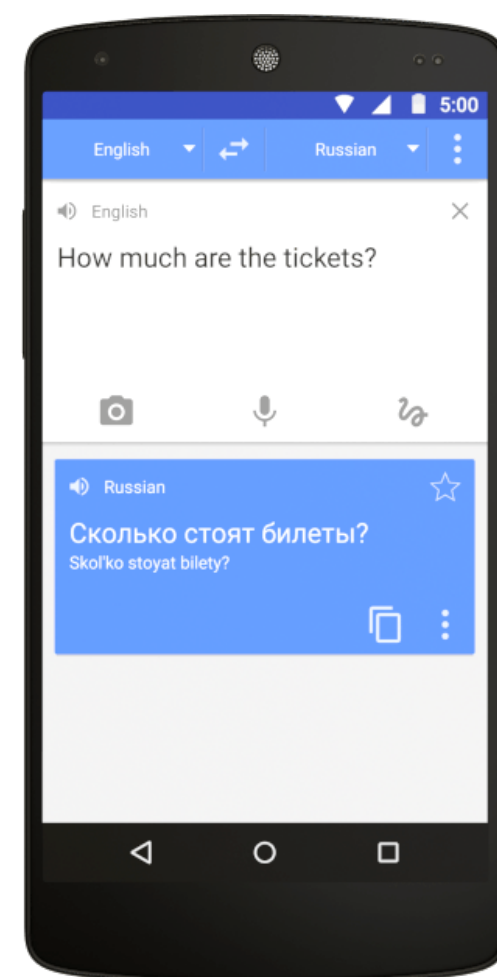 5:00
English
Russian
English
How much are the tickets?
Russian
Сколько стоят билеты?
Skol'ko stoyat bilety?